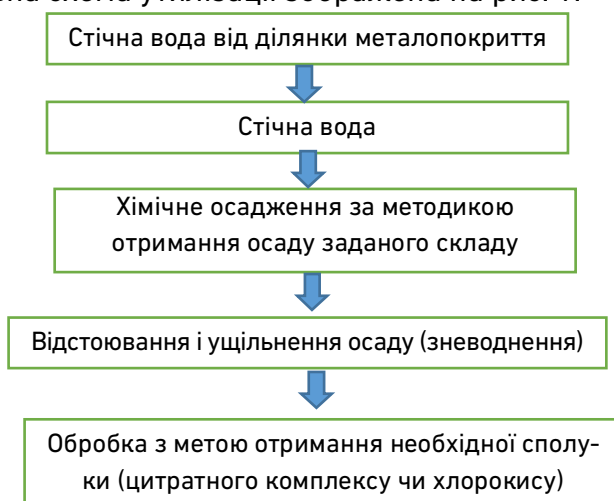 Стічна вода від ділянки металопокриття
Стічна вода
Хімічне осадження за методикою
отримання осаду заданого складу
Відстоювання і ущільнення осаду (зневоднення)
Обробка з метою отримання необхідної сполу-
ки (цитратного комплексу чи хлорокису)